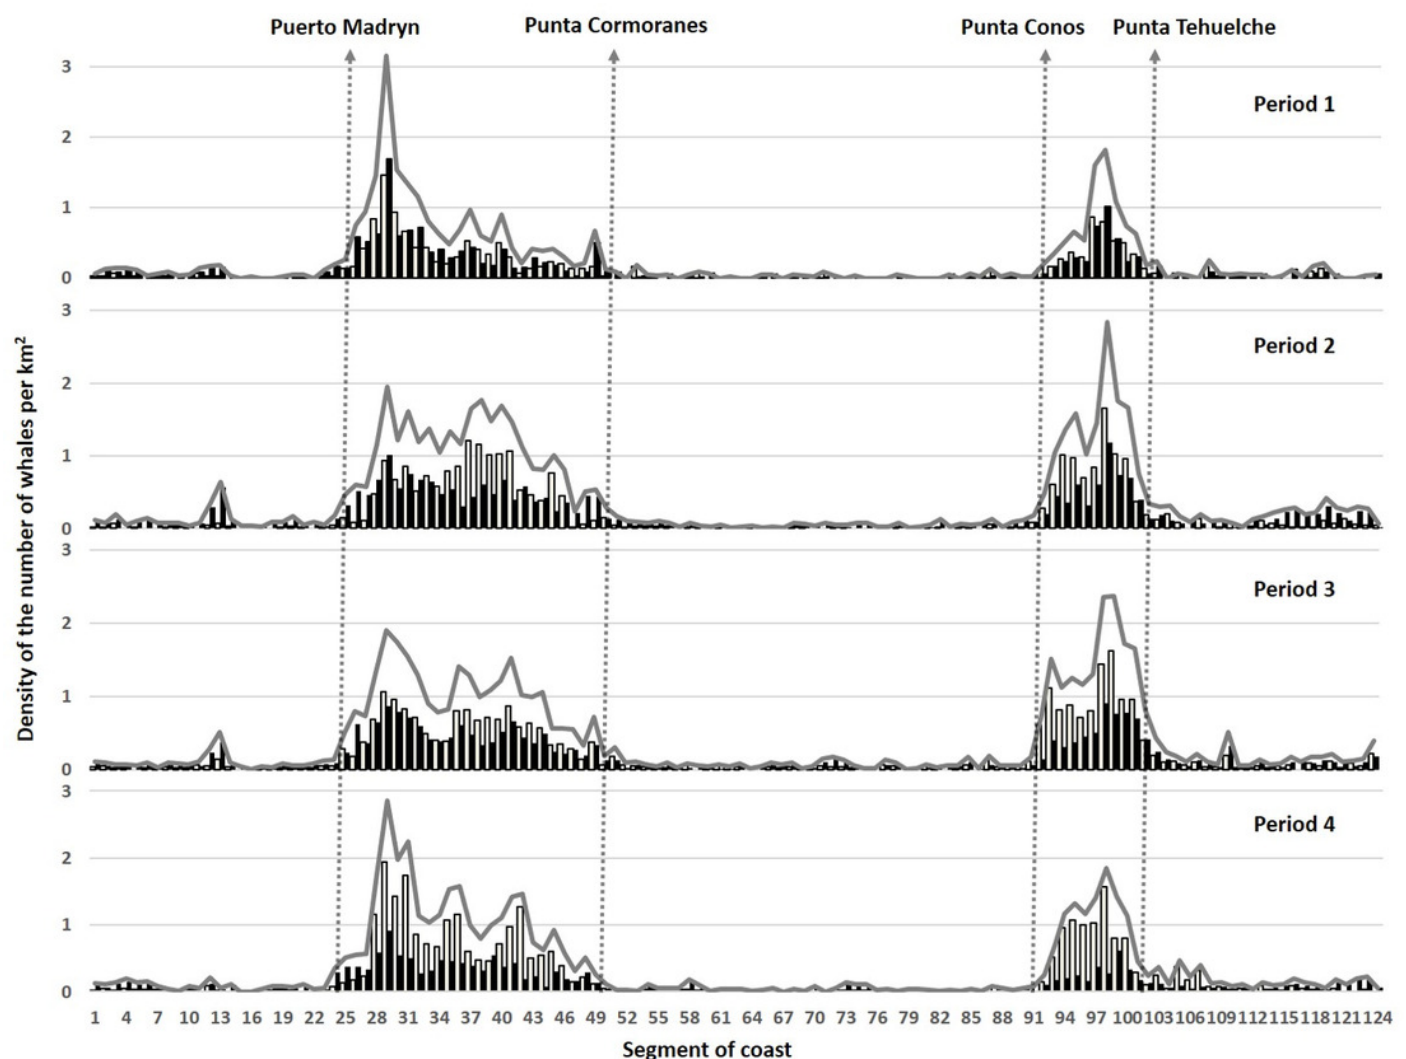 Puerto Madryn Punta Cormoranes Punta Conos Punta Tehuelche
3
Period 1
2
1
0
3
Period 2
2
1
0
3
Period 3
2
1
0
3
Period 4
2
1
0
Density of the number of whales per km²
1 4 7 10 13 16 19 22 25 28 31 34 37 40 43 46 49 52 55 58 61 64 67 70 73 76 79 82 85 88 91 94 97 100 103 106 109 112 115 118 121 124
Segment of coast